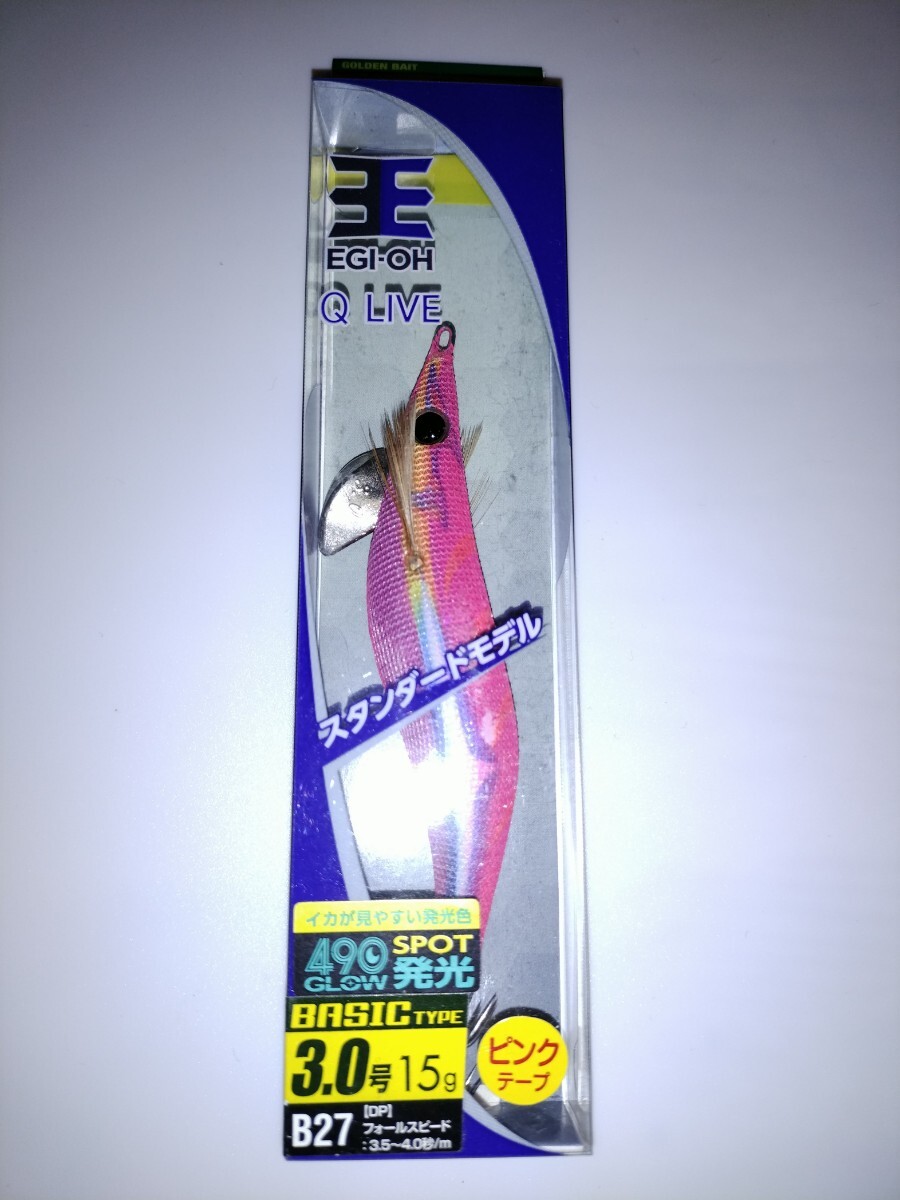 GOLDEN BAIT
王
EGI-OH
Q LIVE
スタンダードモデル
イカが見やすい発光色
490 SPOT
GLOW 発光
BASIC TYPE
3.0号 15g
B27 [DP]
フォールスピード
:3.5〜4.0秒/m
ピンク
テープ